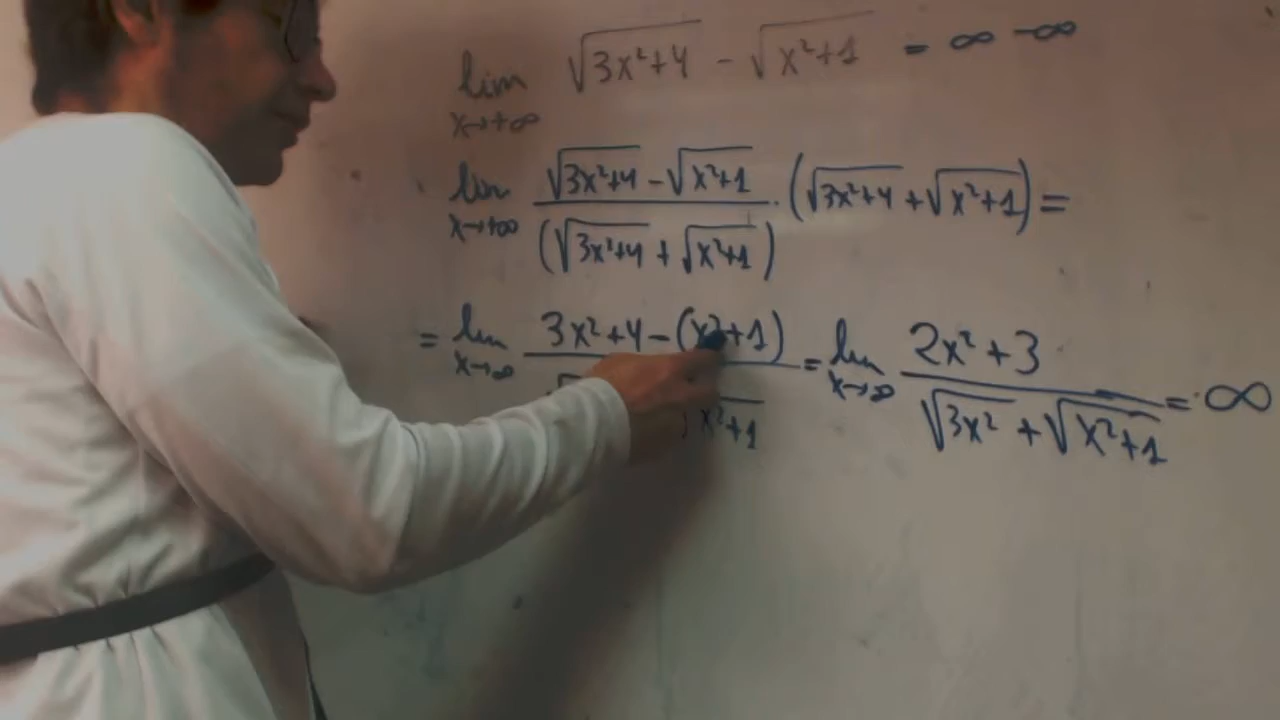 lim x→+∞ √3x²+4 - √x²+1 = ∞ -∞
lim x→+∞ √3x²+4 - √x²+1 / (√3x²+4 + √x²+1) · (√3x²+4 + √x²+1) =
= lim x→∞ 3x²+4-(x²+1) / √x²+1 = lim x→∞ 2x²+3 / √3x² + √x²+1 = ∞